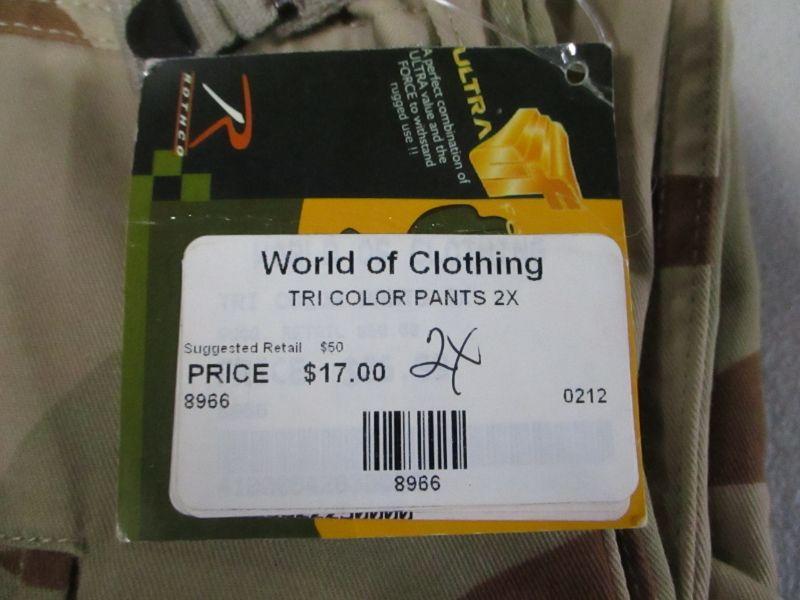 ROTHCO
ULTRA
A perfect combination of
ULTRA value and the
FORCE to withstand
rugged use !!
World of Clothing
TRI COLOR PANTS 2X
Suggested Retail $50
PRICE $17.00
2X
8966
0212
8966